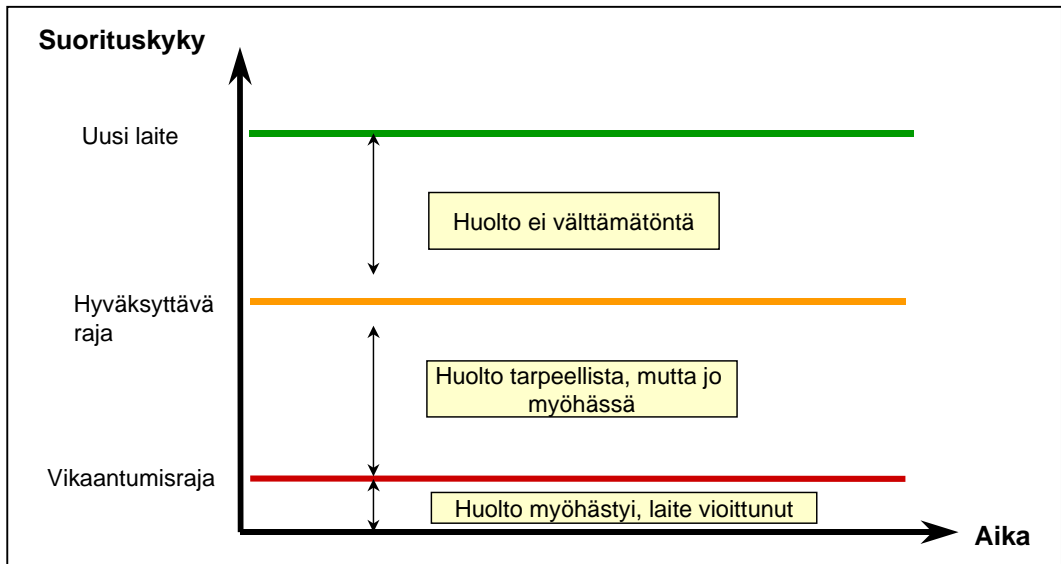 Suorituskyky
Uusi laite
Huolto ei välttämätöntä
Hyväksyttävä
raja
Huolto tarpeellista, mutta jo
myöhässä
Vikaantumisraja
Huolto myöhästyi, laite vioittunut
Aika